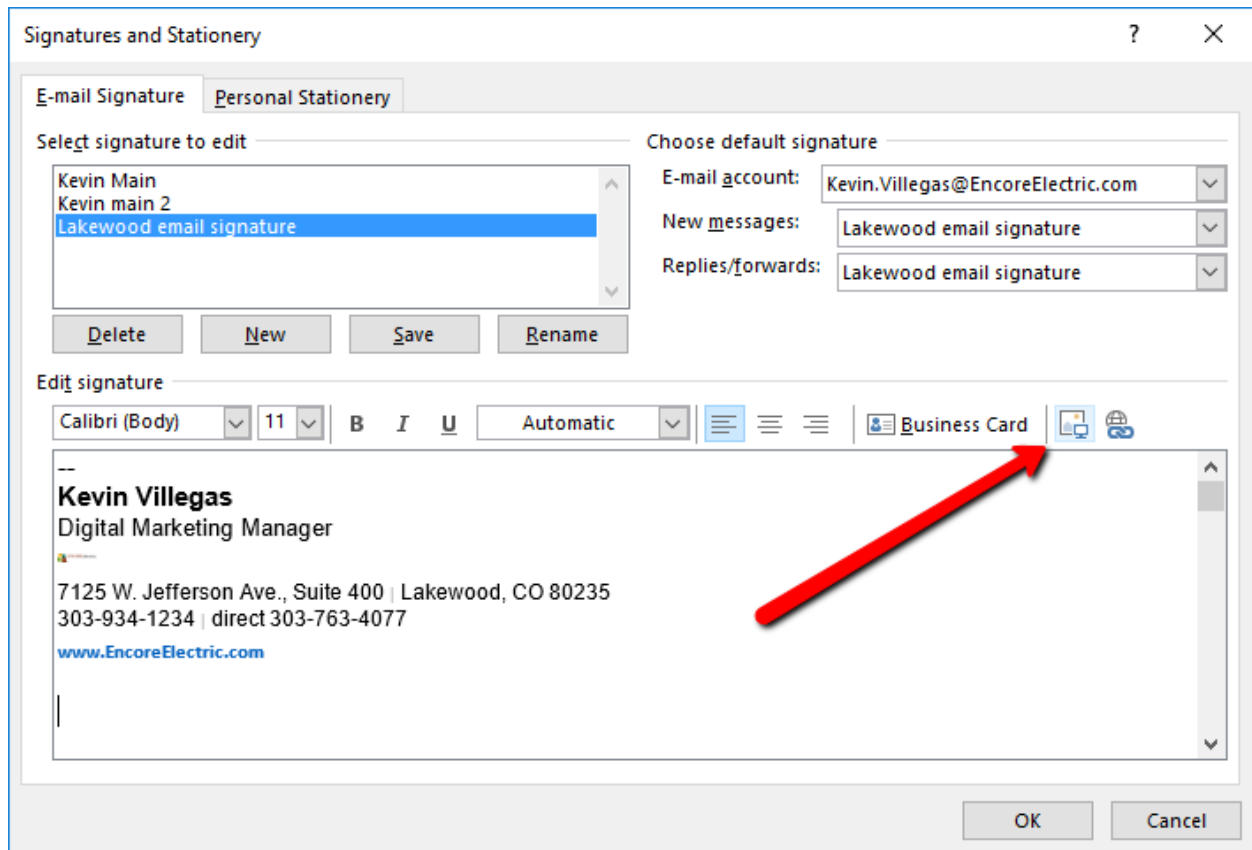 Signatures and Stationery ?
E-mail Signature Personal Stationery
Select signature to edit
Kevin Main
Kevin main 2
Lakewood email signature
Delete New Save Rename
Choose default signature
E-mail account: Kevin.Villegas@EncoreElectric.com
New messages: Lakewood email signature
Replies/forwards: Lakewood email signature
Edit signature
Calibri (Body) 11 B I U Automatic Business Card
--
Kevin Villegas
Digital Marketing Manager
7125 W. Jefferson Ave., Suite 400 | Lakewood, CO 80235
303-934-1234 | direct 303-763-4077
www.EncoreElectric.com
OK Cancel